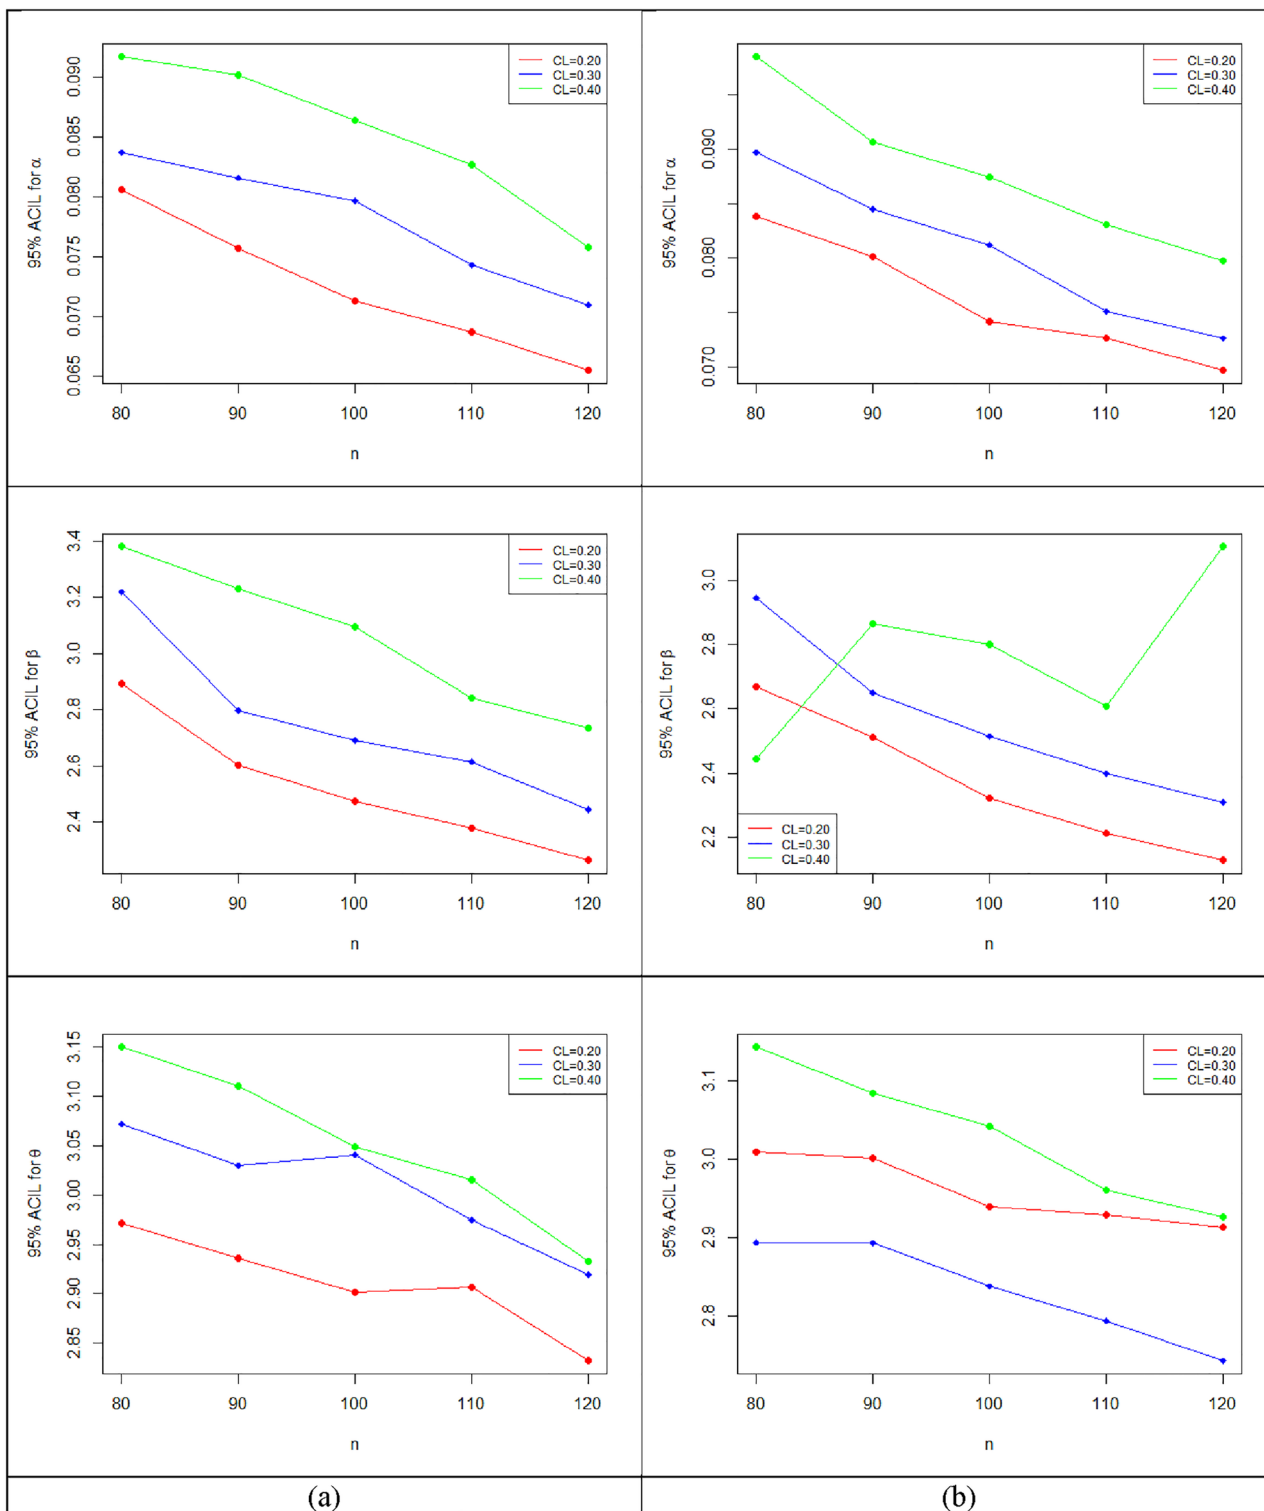 95% ACIL for α
0.090
0.085
0.080
0.075
0.070
0.065
CL=0.20
CL=0.30
CL=0.40
80 90 100 110 120
n
95% ACIL for α
0.090
0.080
0.070
CL=0.20
CL=0.30
CL=0.40
80 90 100 110 120
n
95% ACIL for β
3.4
3.2
3.0
2.8
2.6
2.4
CL=0.20
CL=0.30
CL=0.40
80 90 100 110 120
n
95% ACIL for β
3.0
2.8
2.6
2.4
2.2
CL=0.20
CL=0.30
CL=0.40
80 90 100 110 120
n
95% ACIL for θ
3.15
3.10
3.05
3.00
2.95
2.90
2.85
CL=0.20
CL=0.30
CL=0.40
80 90 100 110 120
n
95% ACIL for θ
3.1
3.0
2.9
2.8
CL=0.20
CL=0.30
CL=0.40
80 90 100 110 120
n
(a)
(b)